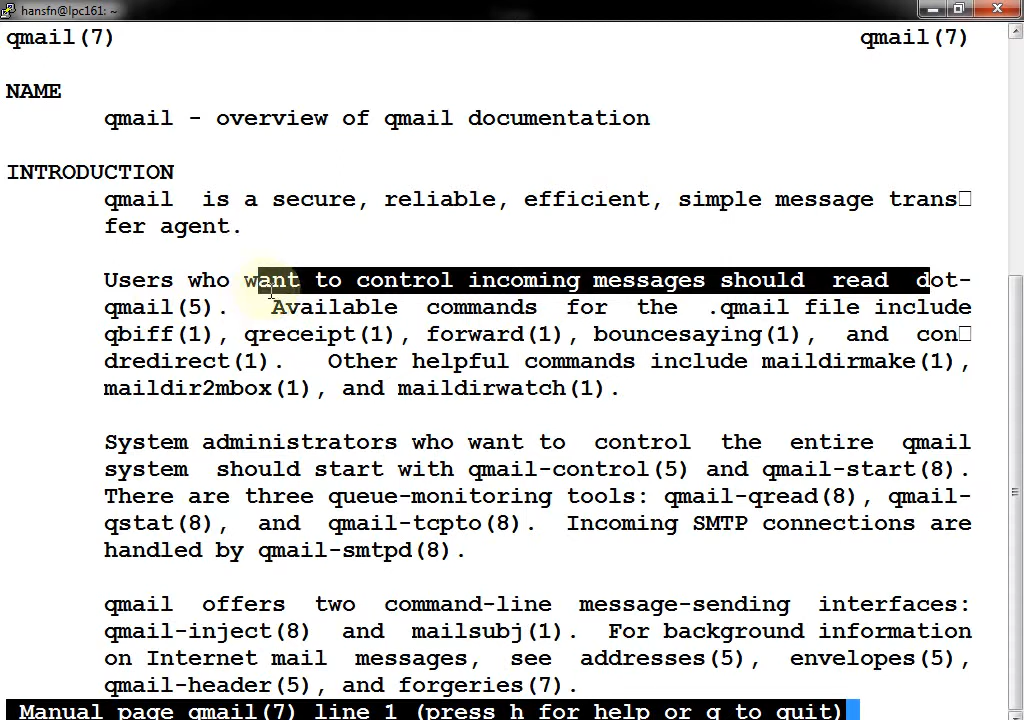 hansfn@lpc161: ~
qmail(7) qmail(7)
NAME
qmail - overview of qmail documentation
INTRODUCTION
qmail is a secure, reliable, efficient, simple message trans□
fer agent.
Users who want to control incoming messages should read dot-
qmail(5). Available commands for the .qmail file include
qbiff(1), qreceipt(1), forward(1), bouncesaying(1), and con□
dredirect(1). Other helpful commands include maildirmake(1),
maildir2mbox(1), and maildirwatch(1).
System administrators who want to control the entire qmail
system should start with qmail-control(5) and qmail-start(8).
There are three queue-monitoring tools: qmail-qread(8), qmail-
qstat(8), and qmail-tcpto(8). Incoming SMTP connections are
handled by qmail-smtpd(8).
qmail offers two command-line message-sending interfaces:
qmail-inject(8) and mailsubj(1). For background information
on Internet mail messages, see addresses(5), envelopes(5),
qmail-header(5), and forgeries(7).
Manual page qmail(7) line 1 (press h for help or q to quit)